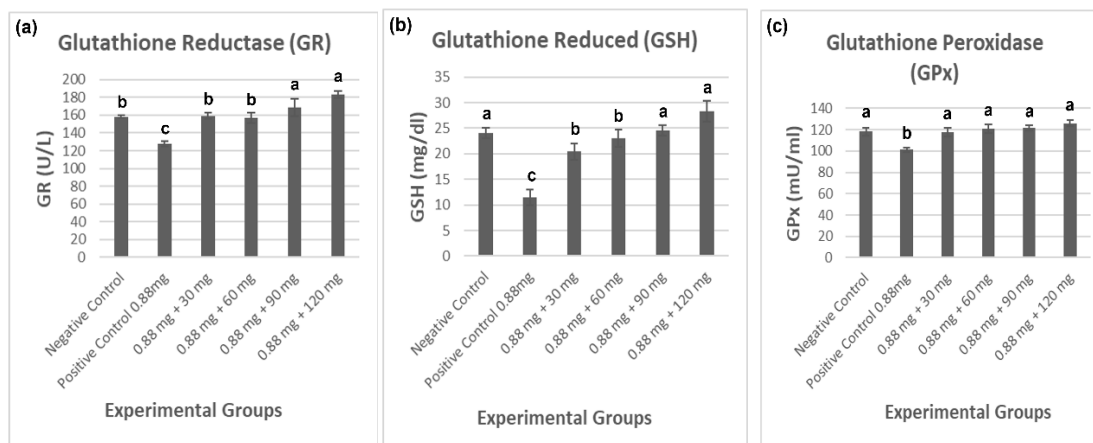 (a)
Glutathione Reductase (GR)
GR (U/L)
200
180
160
140
120
100
80
60
40
20
0
b
c
b
b
a
a
Negative Control
Positive Control 0.88mg
0.88 mg + 30 mg
0.88 mg + 60 mg
0.88 mg + 90 mg
0.88 mg + 120 mg
Experimental Groups
(b)
Glutathione Reduced (GSH)
GSH (mg/dl)
35
30
25
20
15
10
5
0
a
c
b
b
a
a
Negative Control
Positive Control 0.88mg
0.88 mg + 30 mg
0.88 mg + 60 mg
0.88 mg + 90 mg
0.88 mg + 120 mg
Experimental Groups
(c)
Glutathione Peroxidase
(GPx)
GPx (mU/ml)
140
120
100
80
60
40
20
0
a
b
a
a
a
a
Negative Control
Positive Control 0.88mg
0.88 mg + 30 mg
0.88 mg + 60 mg
0.88 mg + 90 mg
0.88 mg + 120 mg
Experimental Groups